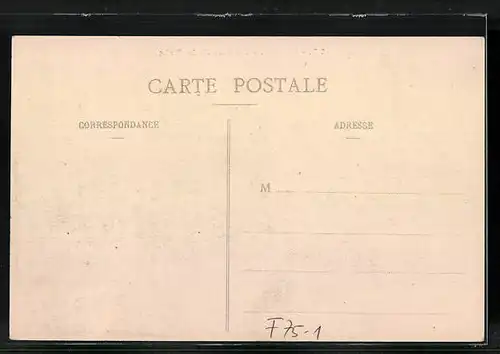 CARTE POSTALE
CORRESPONDANCE
ADRESSE
M
F75-1